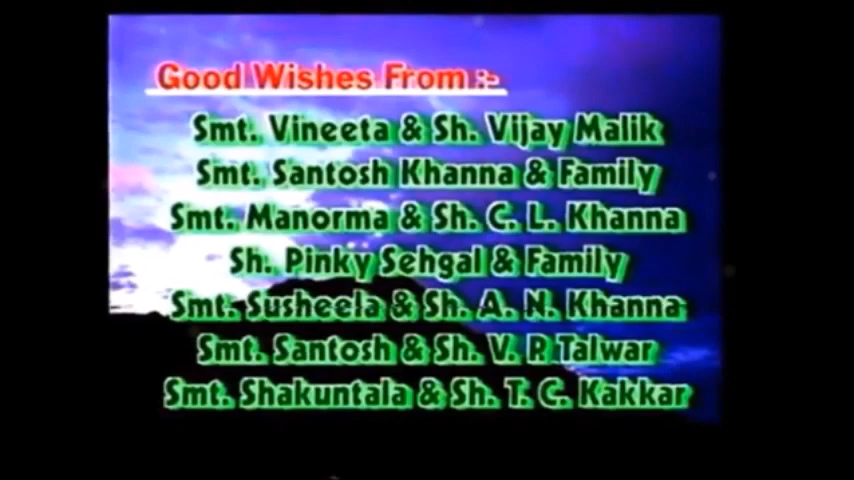 Good Wishes From :-
Smt. Vineeta & Sh. Vijay Malik
Smt. Santosh Khanna & Family
Smt. Manorma & Sh. C. L. Khanna
Sh. Pinky Sehgal & Family
Smt. Susheela & Sh. A. N. Khanna
Smt. Santosh & Sh. V. P. Talwar
Smt. Shakuntala & Sh. T. C. Kakkar